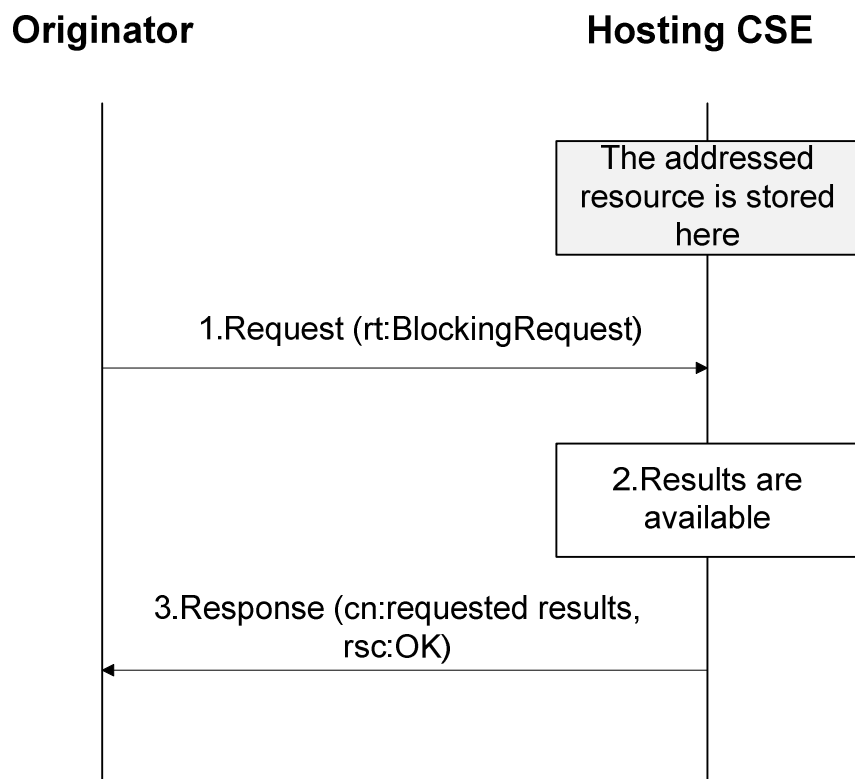 Originator
Hosting CSE
The addressed
resource is stored
here
1.Request (rt:BlockingRequest)
2.Results are
available
3.Response (cn:requested results,
rsc:OK)